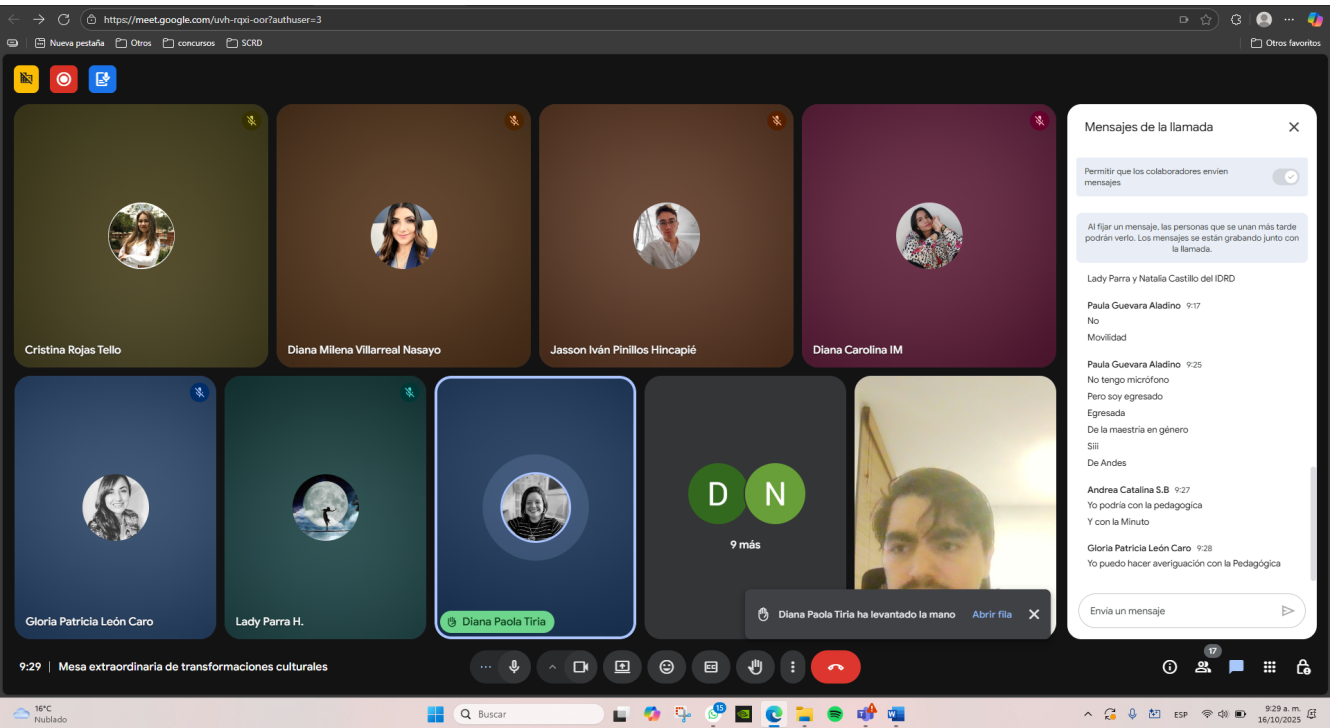 https://meet.google.com/uvh-rqxi-oor?authuser=3
Nueva pestaña
Otros
concursos
SCRD
Otros favoritos
Cristina Rojas Tello
Diana Milena Villarreal Nasayo
Jasson Iván Pinillos Hincapié
Diana Carolina IM
Gloria Patricia León Caro
Lady Parra H.
Diana Paola Tiria
D
N
9 más
Diana Paola Tiria ha levantado la mano
Abrir fila
Mensajes de la llamada
Permitir que los colaboradores envíen
mensajes
Al fijar un mensaje, las personas que se unan más tarde
podrán verlo. Los mensajes se están grabando junto con
la llamada.
Lady Parra y Natalia Castillo del IDRD
Paula Guevara Aladino 9:17
No
Movilidad
Paula Guevara Aladino 9:25
No tengo micrófono
Pero soy egresado
Egresada
De la maestría en género
Siii
De Andes
Andrea Catalina S.B 9:27
Yo podría con la pedagogica
Y con la Minuto
Gloria Patricia León Caro 9:28
Yo puedo hacer averiguación con la Pedagógica
Envía un mensaje
9:29 | Mesa extraordinaria de transformaciones culturales
CC
17
16°C
Nublado
Buscar
15
ESP
9:29 a. m.
16/10/2025